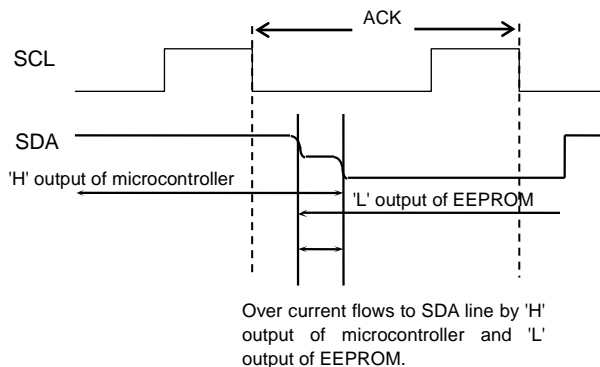 ACK
SCL
SDA
'H' output of microcontroller
'L' output of EEPROM
Over current flows to SDA line by 'H'
output of microcontroller and 'L'
output of EEPROM.